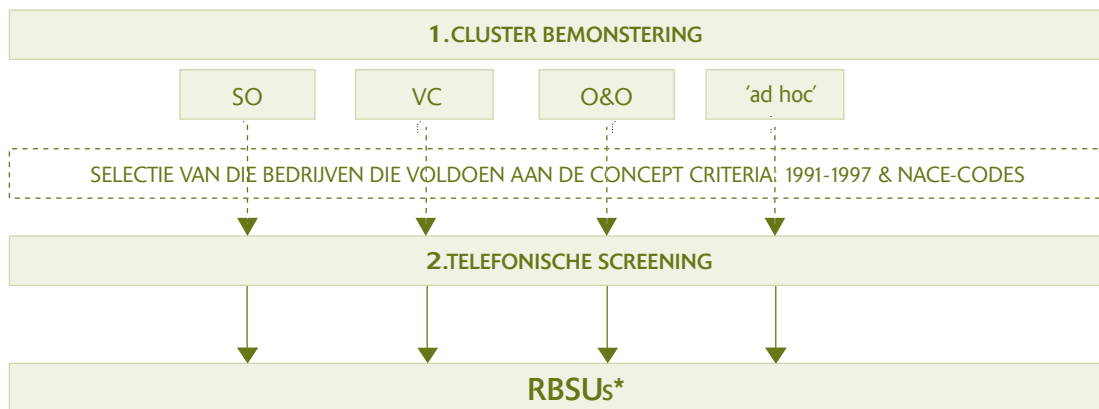 1.CLUSTER BEMONSTERING
SO VC O&O 'ad hoc'
SELECTIE VAN DIE BEDRIJVEN DIE VOLDOEN AAN DE CONCEPT CRITERIA: 1991-1997 & NACE-CODES
2.TELEFONISCHE SCREENING
RBSUs*